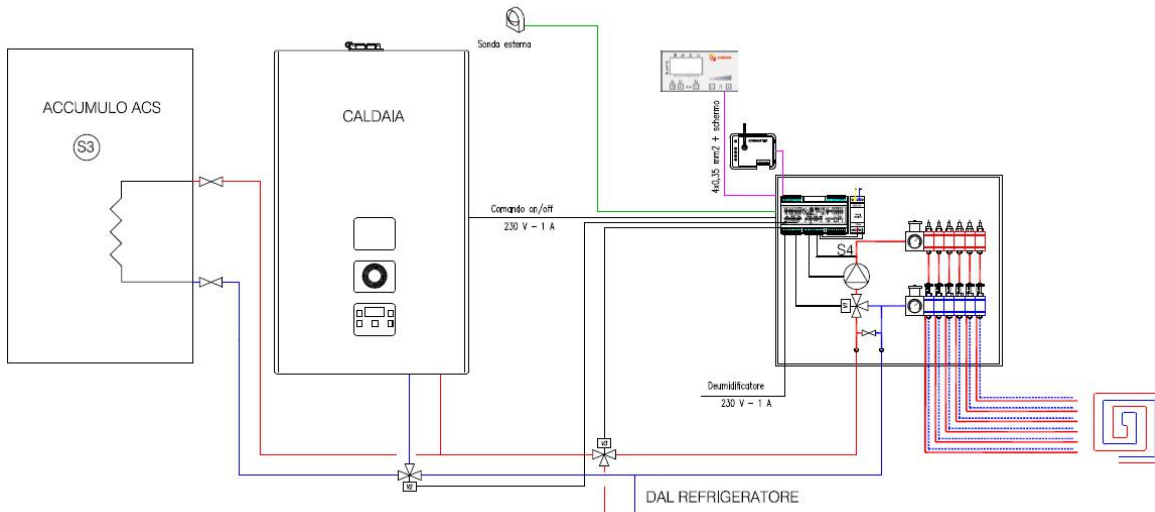 Sonda esterna
ACCUMULO ACS
S3
CALDAIA
4x0,35 mm2 + schermo
Comando on/off
230 V - 1 A
S4
Deumidificatore
230 V - 1 A
V3
V2
DAL REFRIGERATORE